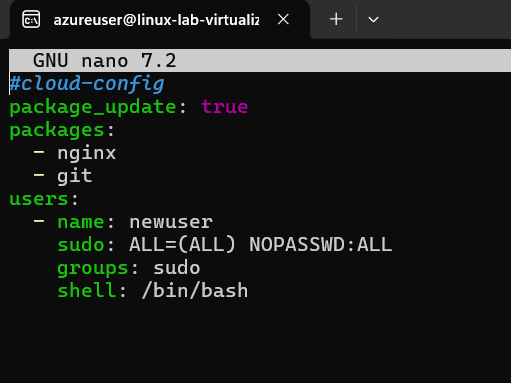 azureuser@linux-lab-virtualiz
GNU nano 7.2
#cloud-config
package_update: true
packages:
  - nginx
  - git
users:
  - name: newuser
    sudo: ALL=(ALL) NOPASSWD:ALL
    groups: sudo
    shell: /bin/bash